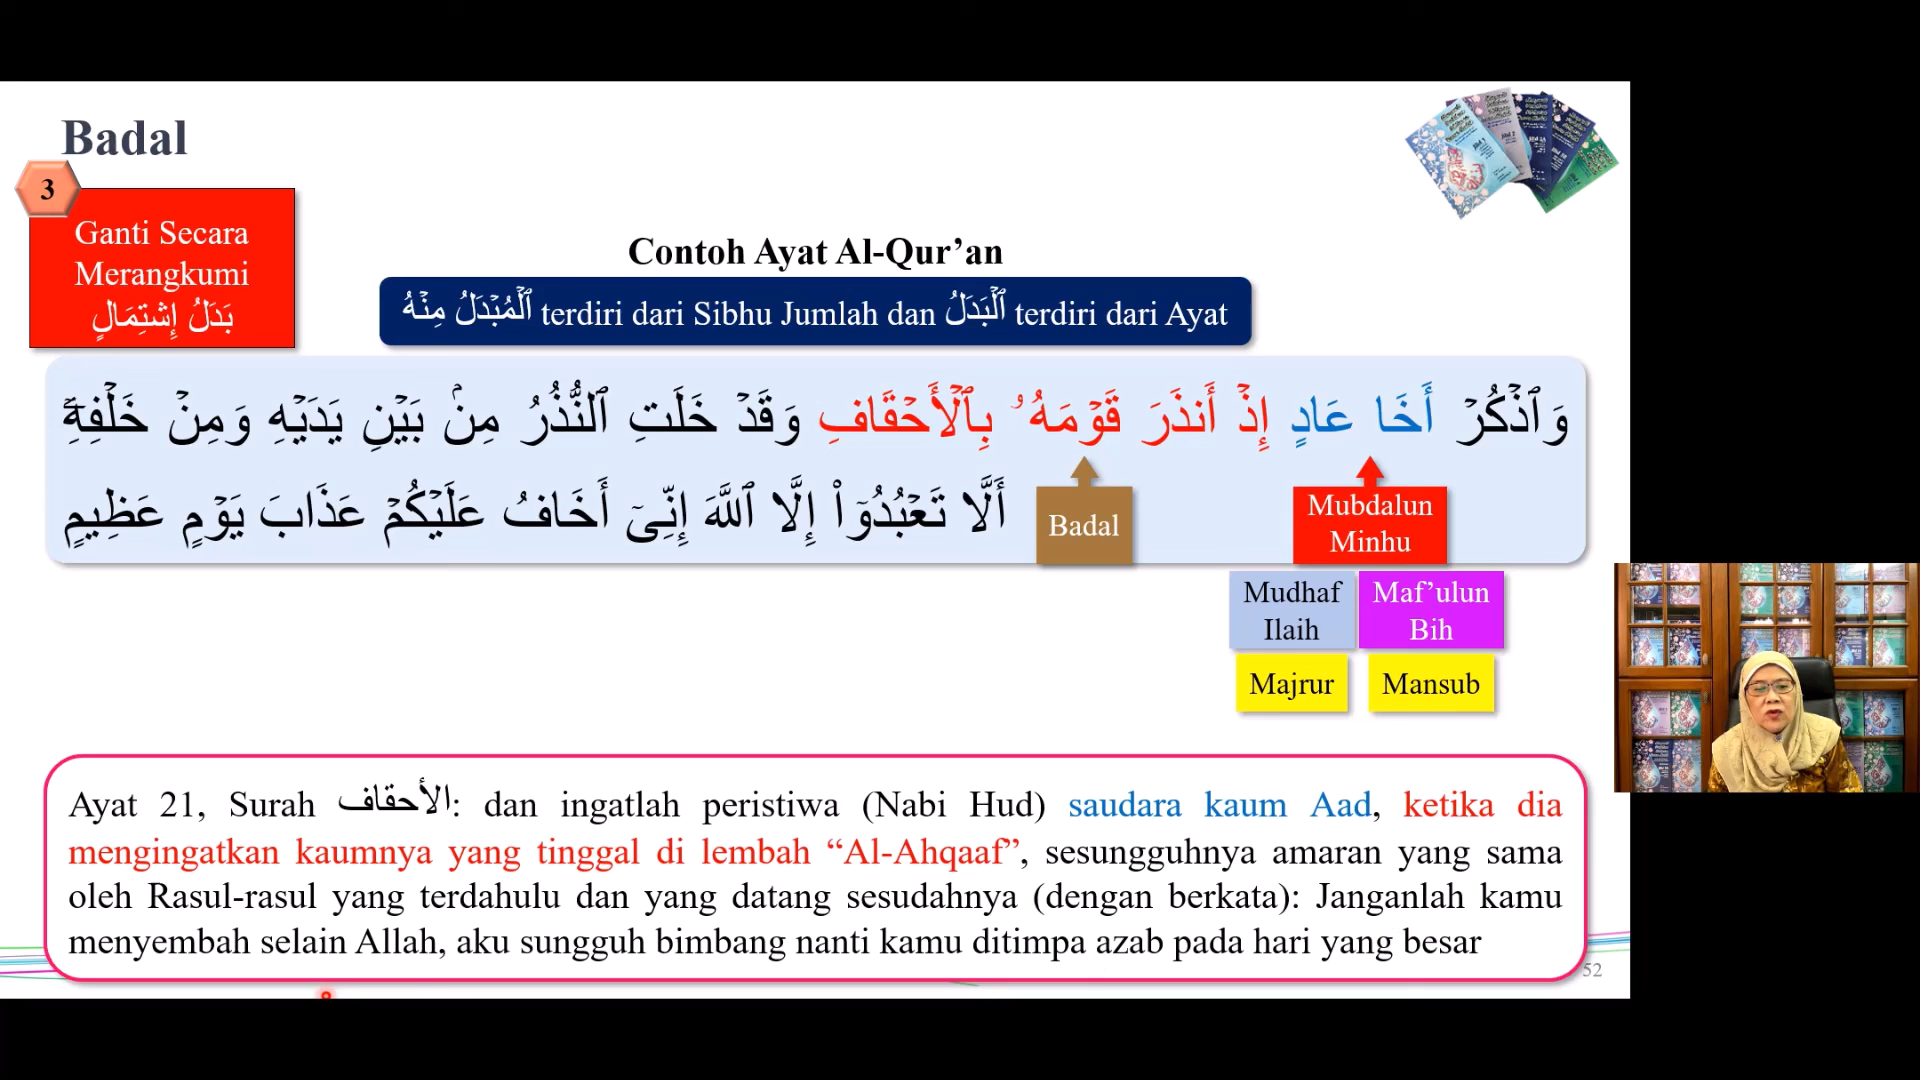 Badal
3
Ganti Secara
Merangkumi
بَدَلُ إِشتِمَالٍ
Contoh Ayat Al-Qur’an
ٱلۡمُبۡدَلُ مِنۡهُ terdiri dari Sibhu Jumlah dan ٱلۡبَدَلُ terdiri dari Ayat
وَٱذۡكُرۡ أَخَا عَادٍ إِذۡ أَنذَرَ قَوۡمَهُۥ بِٱلۡأَحۡقَافِ وَقَدۡ خَلَتِ ٱلنُّذُرُ مِنۢ بَيۡنِ يَدَيۡهِ وَمِنۡ خَلۡفِهِۦٓ
أَلَّا تَعۡبُدُوٓاْ إِلَّا ٱللَّهَ إِنِّيٓ أَخَافُ عَلَيۡكُمۡ عَذَابَ يَوۡمٍ عَظِيمٍ
Badal
Mubdalun
Minhu
Mudhaf
Ilaih
Maf’ulun
Bih
Majrur
Mansub
Ayat 21, Surah الأحقاف: dan ingatlah peristiwa (Nabi Hud) saudara kaum Aad, ketika dia
mengingatkan kaumnya yang tinggal di lembah “Al-Ahqaaf”, sesungguhnya amaran yang sama
oleh Rasul-rasul yang terdahulu dan yang datang sesudahnya (dengan berkata): Janganlah kamu
menyembah selain Allah, aku sungguh bimbang nanti kamu ditimpa azab pada hari yang besar
52